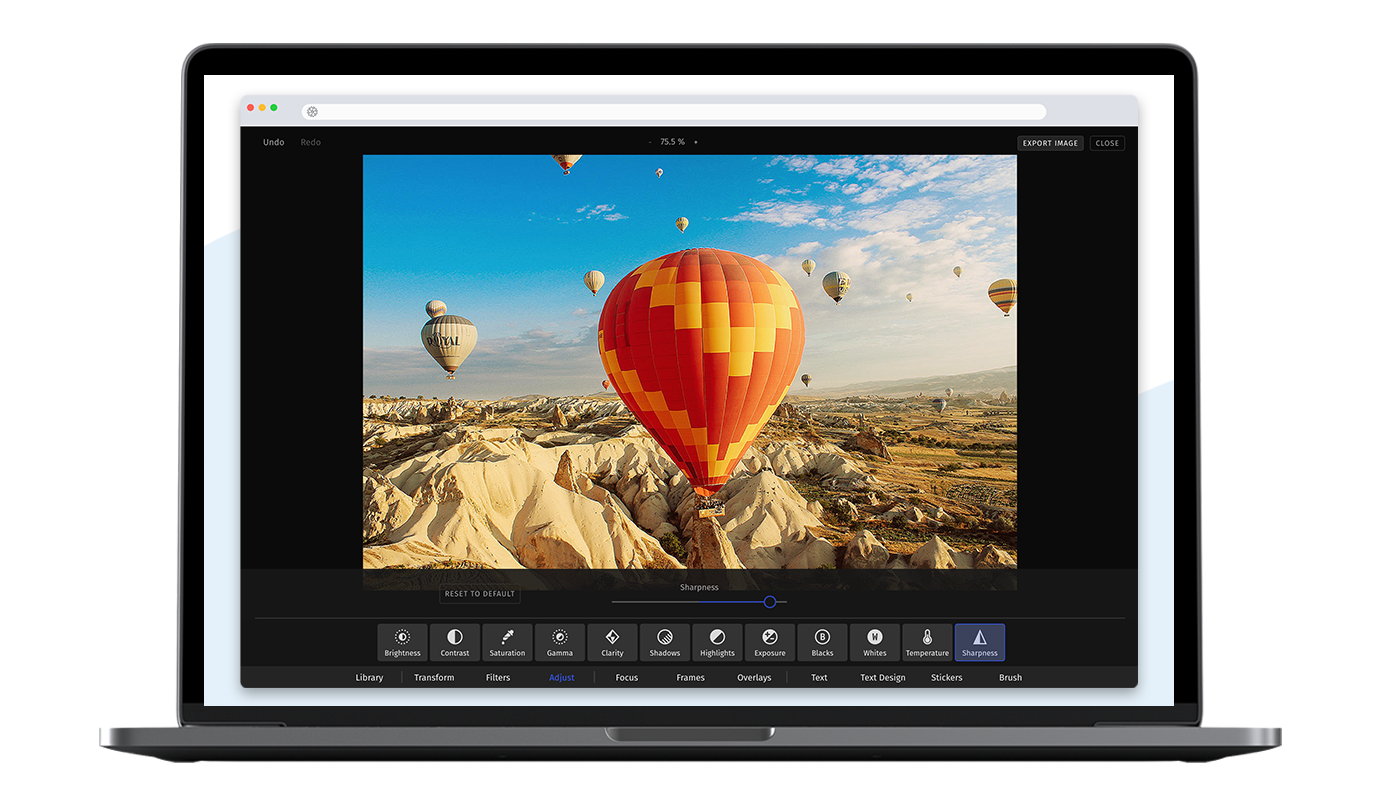 Undo Redo - 75.5 % + EXPORT IMAGE CLOSE
Sharpness
RESET TO DEFAULT
Brightness Contrast Saturation Gamma Clarity Shadows Highlights Exposure B Blacks W Whites Temperature Sharpness
Library Transform Filters Adjust Focus Frames Overlays Text Text Design Stickers Brush